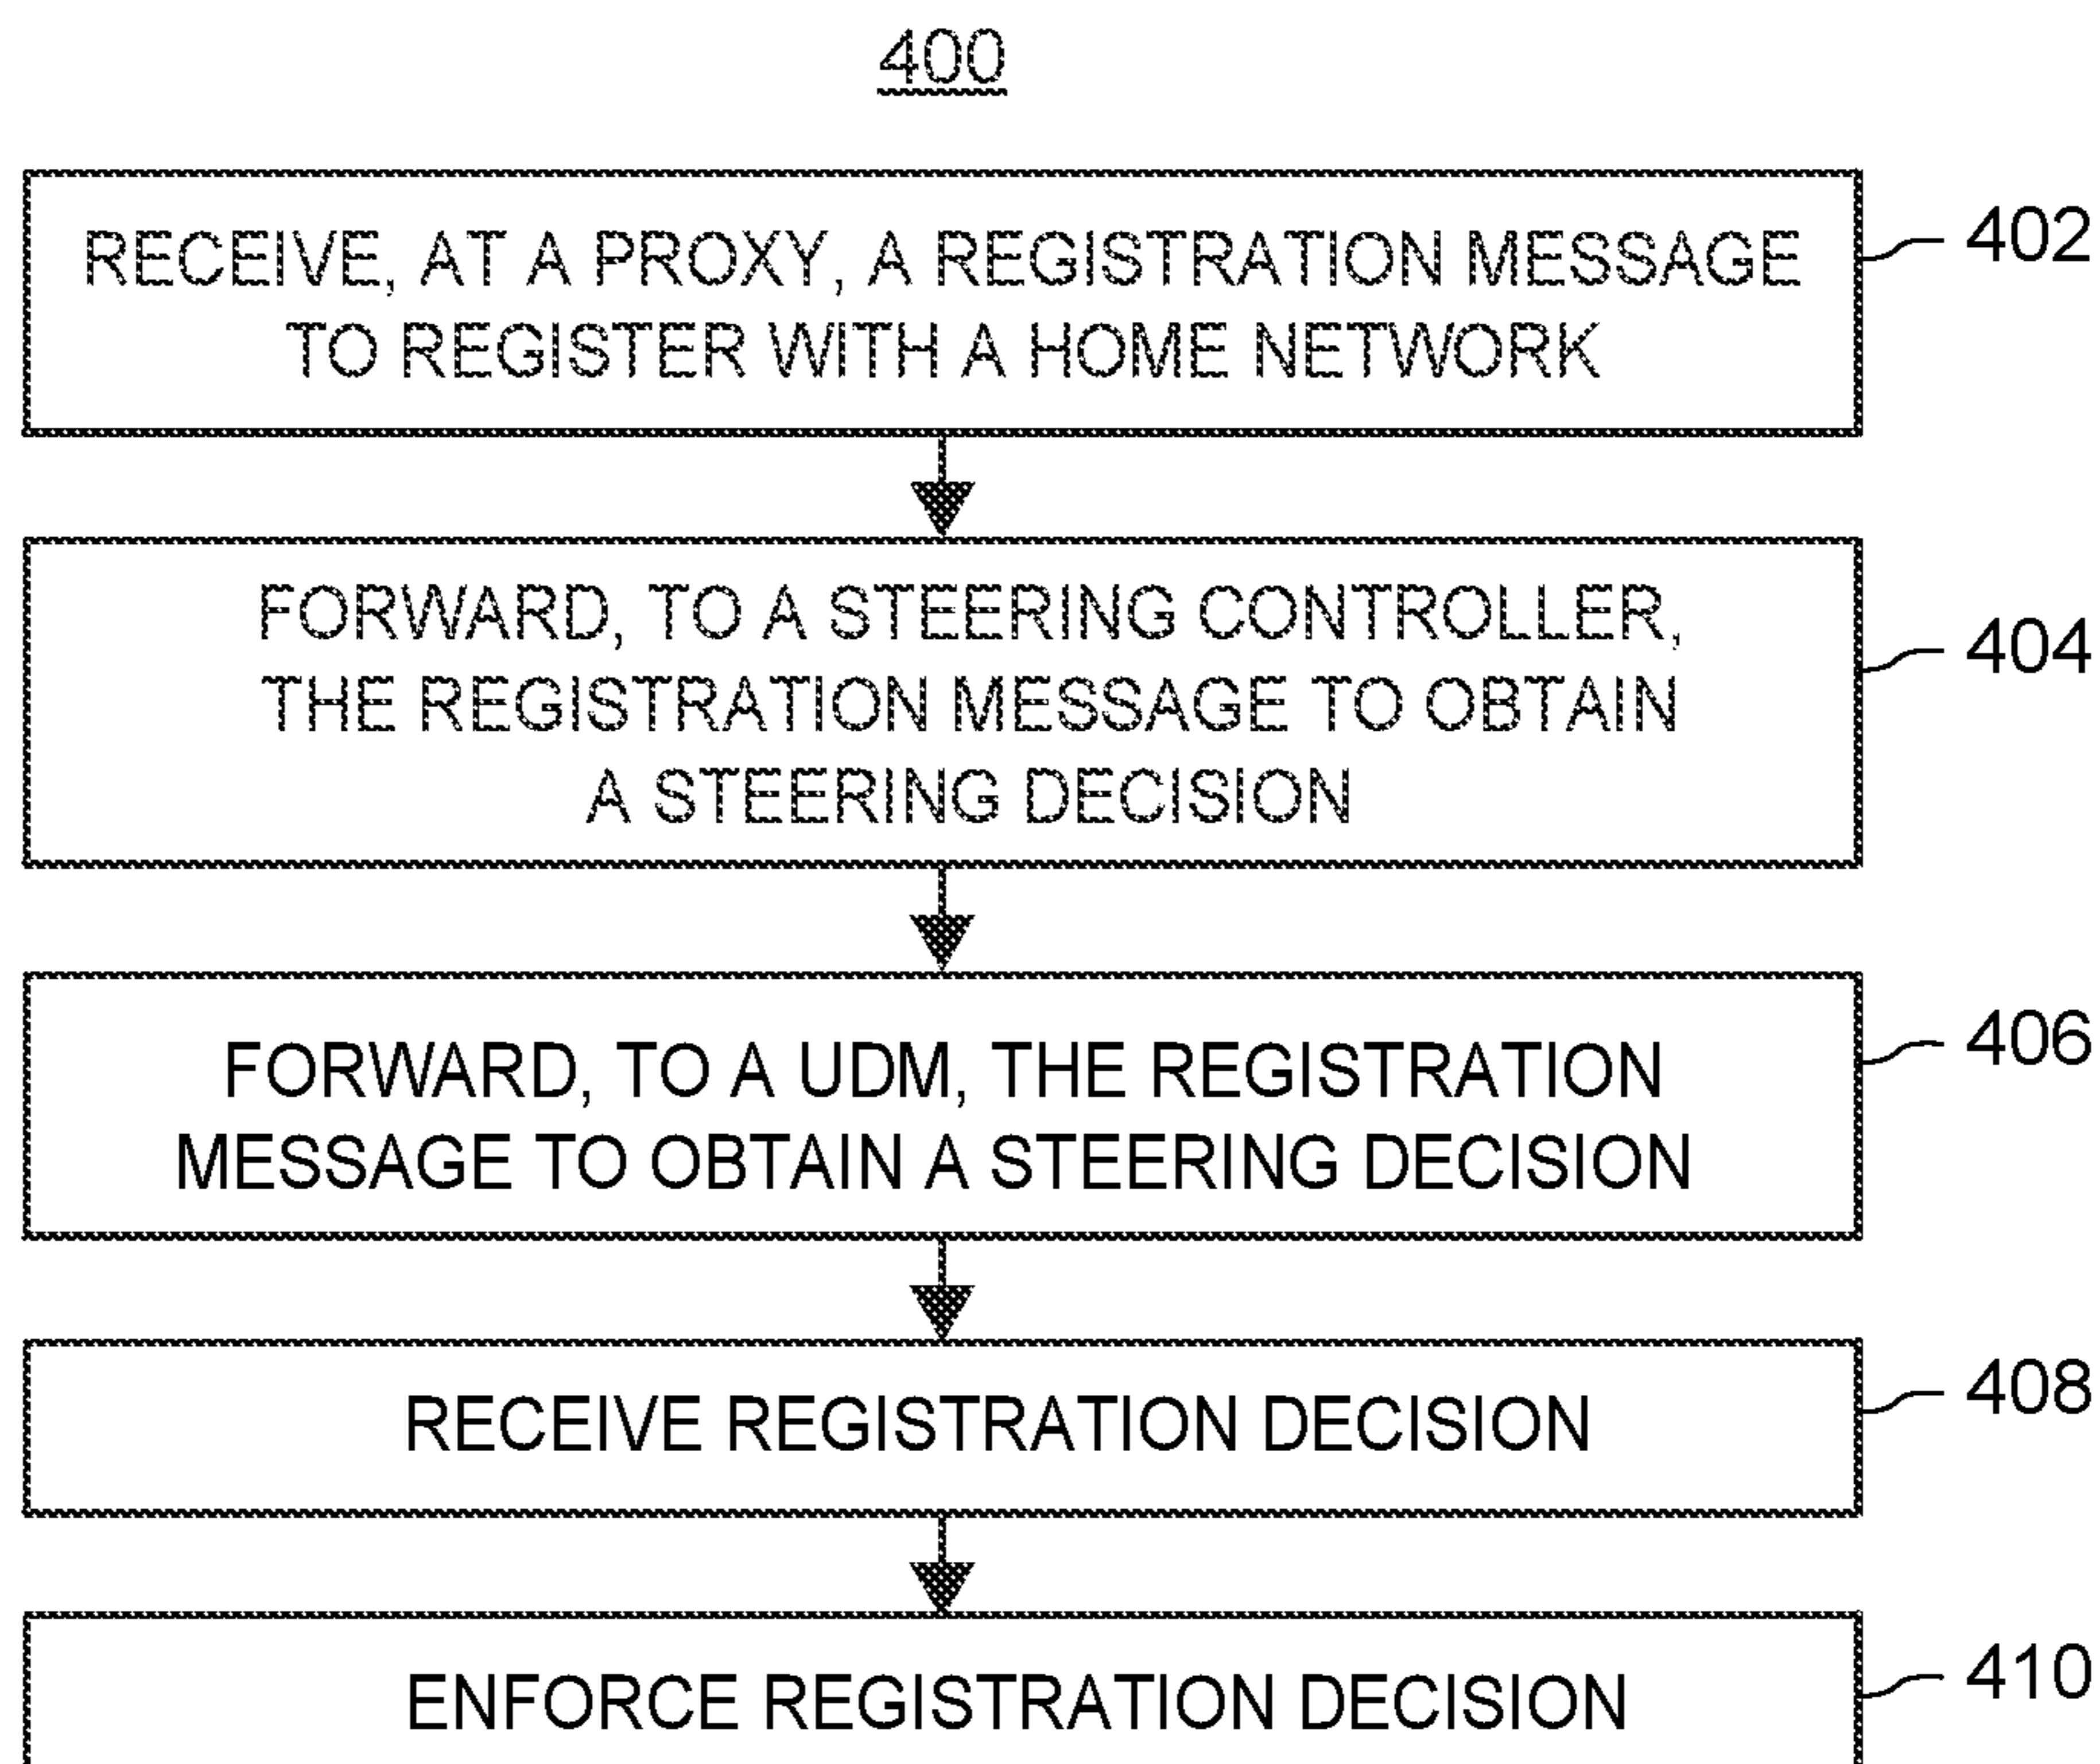 400
RECEIVE, AT A PROXY, A REGISTRATION MESSAGE
TO REGISTER WITH A HOME NETWORK
402
FORWARD, TO A STEERING CONTROLLER,
THE REGISTRATION MESSAGE TO OBTAIN
A STEERING DECISION
404
FORWARD, TO A UDM, THE REGISTRATION
MESSAGE TO OBTAIN A STEERING DECISION
406
RECEIVE REGISTRATION DECISION
408
ENFORCE REGISTRATION DECISION
410